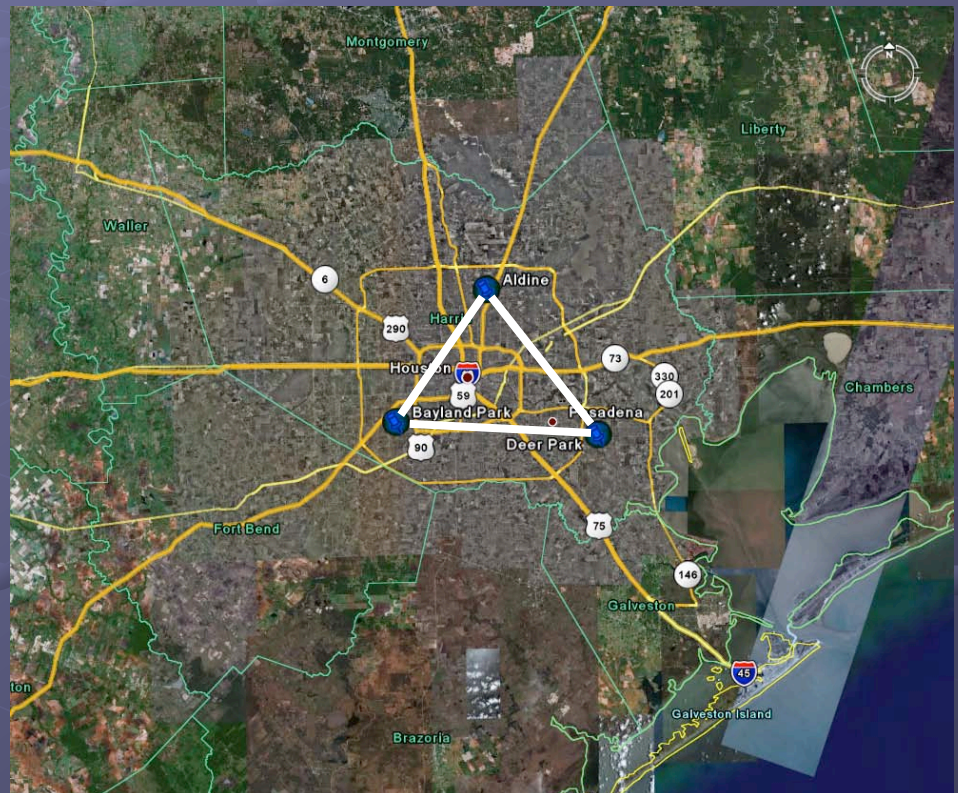 Montgomery
N
Liberty
Waller
6
Aldine
290
Harri
73
Houston
330
59
201
Chambers
Bayland Park
Pasadena
90
Deer Park
Fort Bend
75
146
Galveston
45
ton
Galveston Island
Brazoria